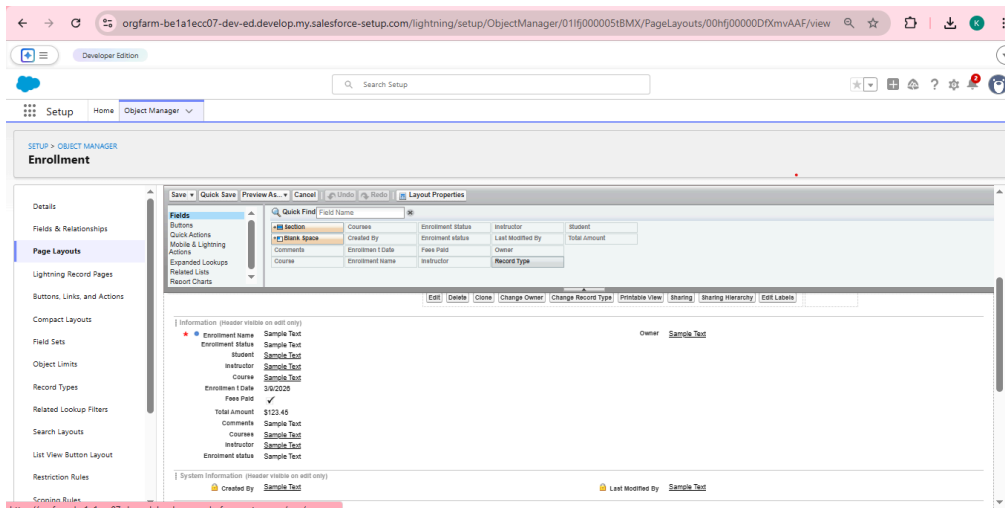 orgfarm-be1a1ecc07-dev-ed.develop.my.salesforce-setup.com/lightning/setup/ObjectManager/01Ifj000005tBMX/PageLayouts/00hfj00000DfXmvAAF/view
K
Developer Edition
Search Setup
2
Setup Home Object Manager
SETUP > OBJECT MANAGER
Enrollment
Details
Fields & Relationships
Page Layouts
Lightning Record Pages
Buttons, Links, and Actions
Compact Layouts
Field Sets
Object Limits
Record Types
Related Lookup Filters
Search Layouts
List View Button Layout
Restriction Rules
Scoping Rules
Save Quick Save Preview As... Cancel Undo Redo Layout Properties
Fields
Buttons
Quick Actions
Mobile & Lightning
Actions
Expanded Lookups
Related Lists
Report Charts
Quick Find Field Name
Section Courses Enrollment Status Instructor Student
Blank Space Created By Enrolment status Last Modified By Total Amount
Comments Enrollmen t Date Fees Paid Owner
Course Enrollment Name Instructor Record Type
Edit Delete Clone Change Owner Change Record Type Printable View Sharing Sharing Hierarchy Edit Labels
Information (Header visible on edit only)
Enrollment Name Sample Text Owner Sample Text
Enrollment Status Sample Text
Student Sample Text
Instructor Sample Text
Course Sample Text
Enrollmen t Date 3/9/2026
Fees Paid ✓
Total Amount $123.45
Comments Sample Text
Courses Sample Text
Instructor Sample Text
Enrolment status Sample Text
System Information (Header visible on edit only)
Created By Sample Text Last Modified By Sample Text